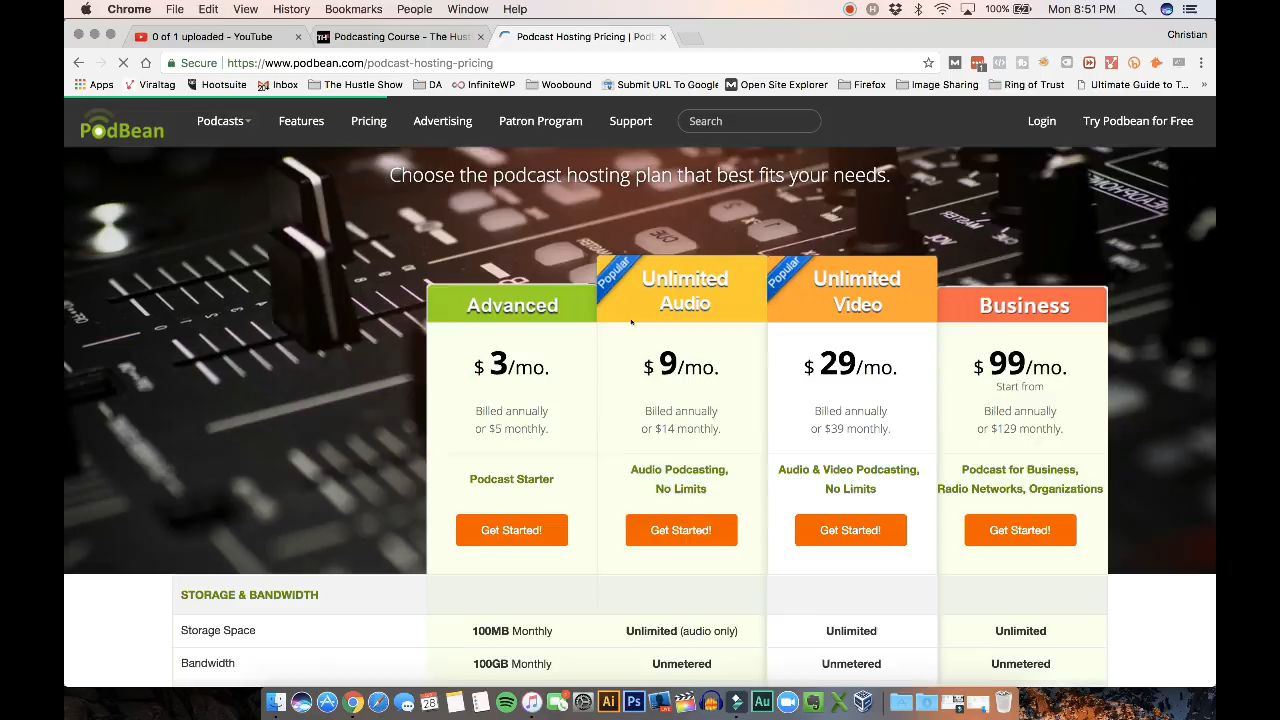 Chrome File Edit View History Bookmarks People Window Help 100% Mon 8:51 PM
0 of 1 uploaded - YouTube Podcasting Course - The Hust Podcast Hosting Pricing | Podb Christian
Secure https://www.podbean.com/podcast-hosting-pricing
Apps Viraltag Hootsuite Inbox The Hustle Show DA InfiniteWP Woobound Submit URL To Google Open Site Explorer Firefox Image Sharing Ring of Trust Ultimate Guide to T... »
PodBean Podcasts Features Pricing Advertising Patron Program Support Search Login Try Podbean for Free
Choose the podcast hosting plan that best fits your needs.
Popular Unlimited Audio
Popular Unlimited Video
Advanced Business
$ 3/mo. $ 9/mo. $ 29/mo. $ 99/mo.
Start from
Billed annually Billed annually Billed annually Billed annually
or $5 monthly. or $14 monthly. or $39 monthly. or $129 monthly.
Podcast Starter Audio Podcasting, Audio & Video Podcasting, Podcast for Business,
No Limits No Limits Radio Networks, Organizations
Get Started! Get Started! Get Started! Get Started!
STORAGE & BANDWIDTH
Storage Space 100MB Monthly Unlimited (audio only) Unlimited Unlimited
Bandwidth 100GB Monthly Unmetered Unmetered Unmetered
28 Ai Ps Au